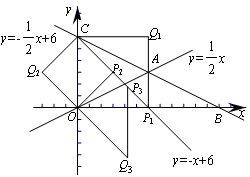 y
C
Q₁
y=-1/2x+6
A
y=1/2x
Q₂
P₂
P₃
O
P₁
B
x
Q₃
y=-x+6